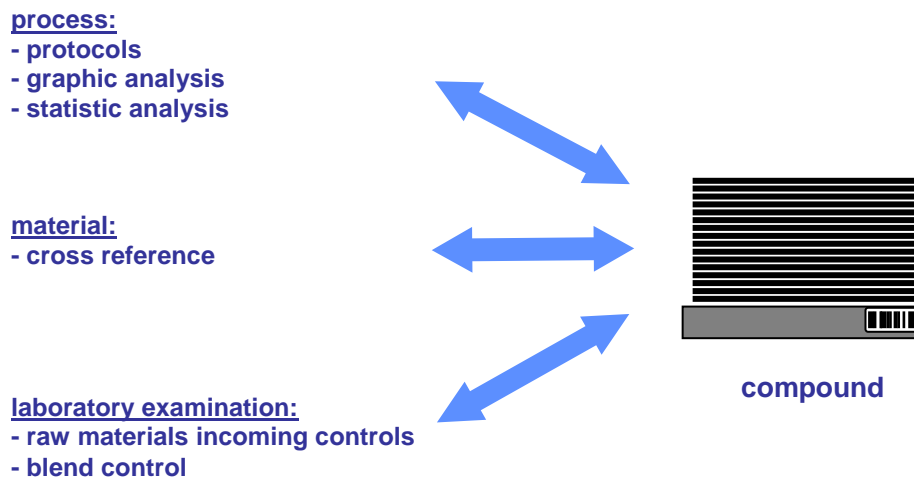 process:
- protocols
- graphic analysis
- statistic analysis
material:
- cross reference
compound
laboratory examination:
- raw materials incoming controls
- blend control